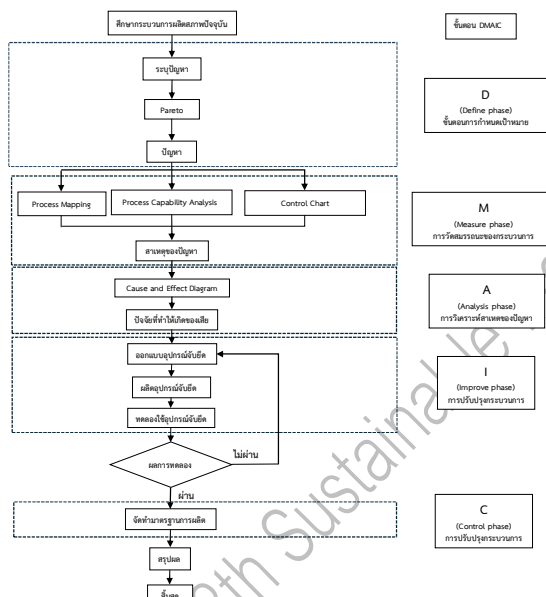 ศึกษากระบวนการผลิตสภาพปัจจุบัน
ขั้นตอน DMAIC
ระบุปัญหา
Pareto
ปัญหา
D
(Define phase)
ขั้นตอนการกำหนดเป้าหมาย
Process Mapping
Process Capability Analysis
Control Chart
สาเหตุของปัญหา
M
(Measure phase)
การวัดสมรรถนะของกระบวนการ
Cause and Effect Diagram
ปัจจัยที่ทำให้เกิดของเสีย
A
(Analysis phase)
การวิเคราะห์สาเหตุของปัญหา
ออกแบบอุปกรณ์จับยึด
ผลิตอุปกรณ์จับยึด
ทดลองใช้อุปกรณ์จับยึด
I
(Improve phase)
การปรับปรุงกระบวนการ
ผลการทดลอง
ไม่ผ่าน
ผ่าน
จัดทำมาตรฐานการผลิต
C
(Control phase)
การปรับปรุงกระบวนการ
สรุปผล
สิ้นสุด
Sustainable